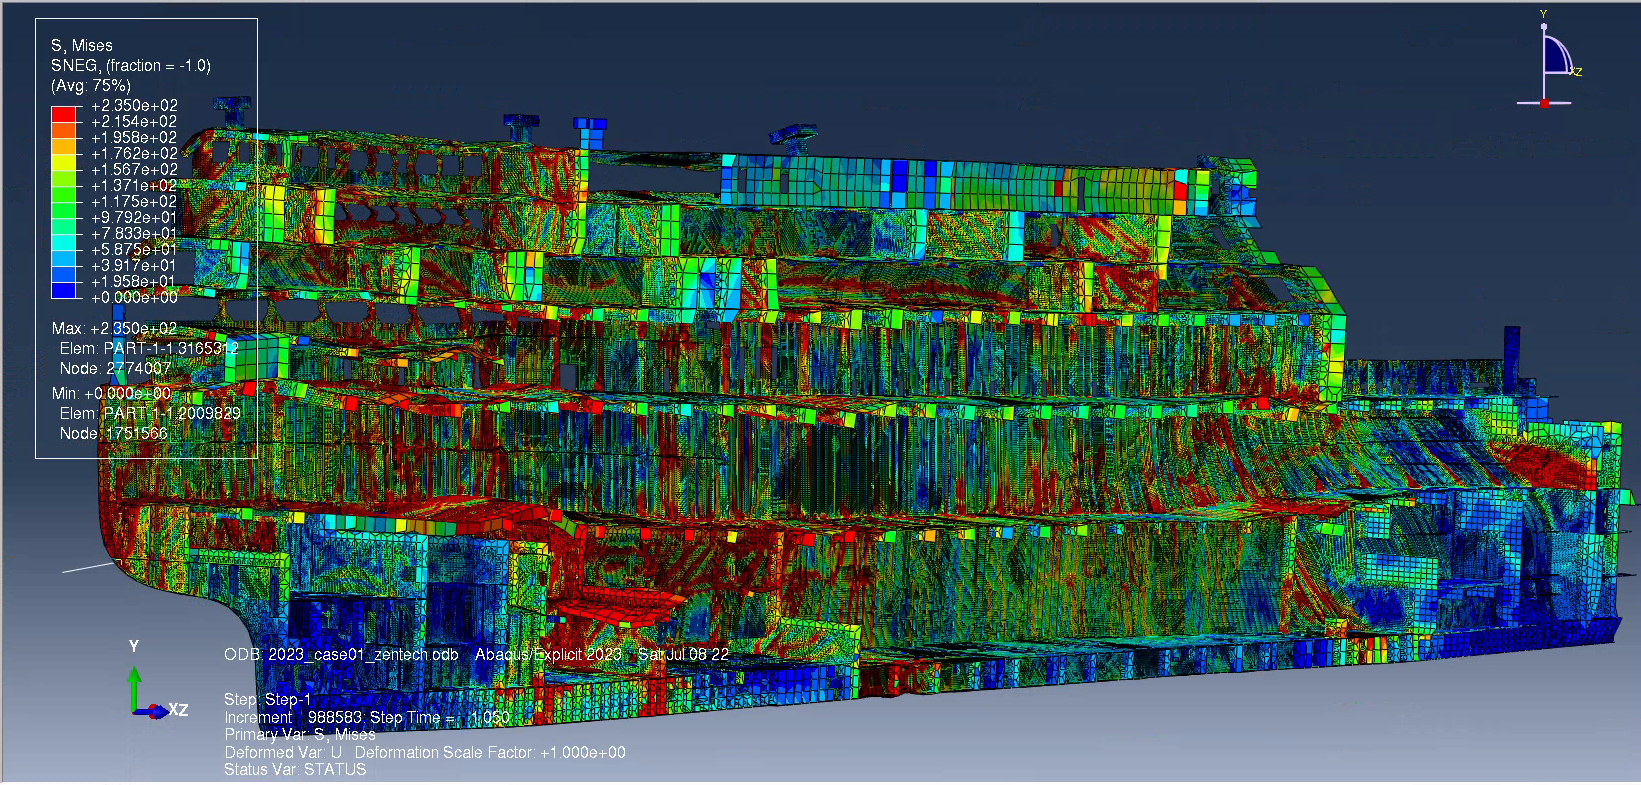 S, Mises
SNEG, (fraction = -1.0)
(Avg: 75%)
+2.350e+02
+2.154e+02
+1.958e+02
+1.762e+02
+1.567e+02
+1.371e+02
+1.175e+02
+9.792e+01
+7.833e+01
+5.875e+01
+3.917e+01
+1.958e+01
+0.000e+00
Max: +2.350e+02
Elem: PART-1-1.3165312
Node: 2774007
Min: +0.000e+00
Elem: PART-1-1.2009829
Node: 1751566
Y
XZ
Y
XZ
ODB: 2023_case01_zentech.odb Abaqus/Explicit 2023 Sat Jul 08 22
Step: Step-1
Increment 988583: Step Time = 1.050
Primary Var: S, Mises
Deformed Var: U Deformation Scale Factor: +1.000e+00
Status Var: STATUS